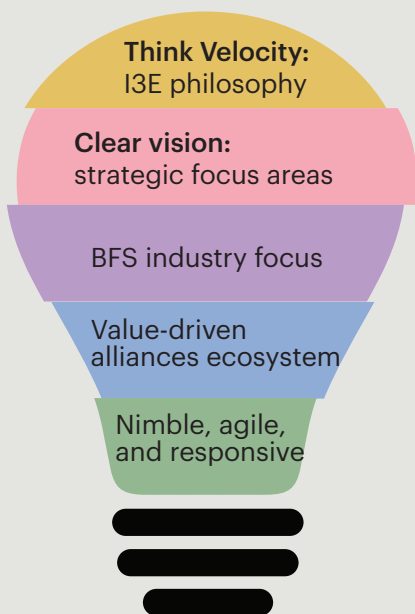 Think Velocity:
I3E philosophy
Clear vision:
strategic focus areas
BFS industry focus
Value-driven
alliances ecosystem
Nimble, agile,
and responsive